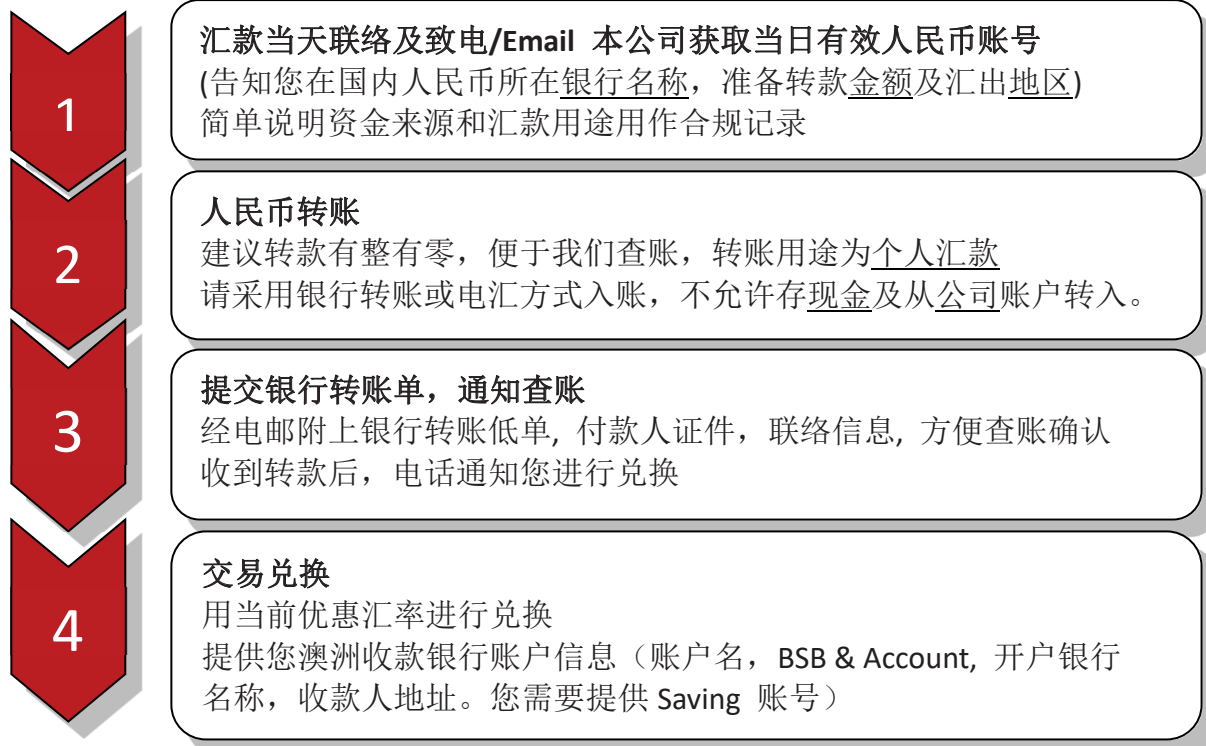 1
汇款当天联络及致电/Email 本公司获取当日有效人民币账号
(告知您在国内人民币所在银行名称，准备转款金额及汇出地区)
简单说明资金来源和汇款用途用作合规记录
2
人民币转账
建议转款有整有零，便于我们查账，转账用途为个人汇款
请采用银行转账或电汇方式入账，不允许存现金及从公司账户转入。
3
提交银行转账单，通知查账
经电邮附上银行转账低单, 付款人证件，联络信息, 方便查账确认
收到转款后，电话通知您进行兑换
4
交易兑换
用当前优惠汇率进行兑换
提供您澳洲收款银行账户信息（账户名，BSB & Account, 开户银行
名称，收款人地址。您需要提供 Saving 账号）